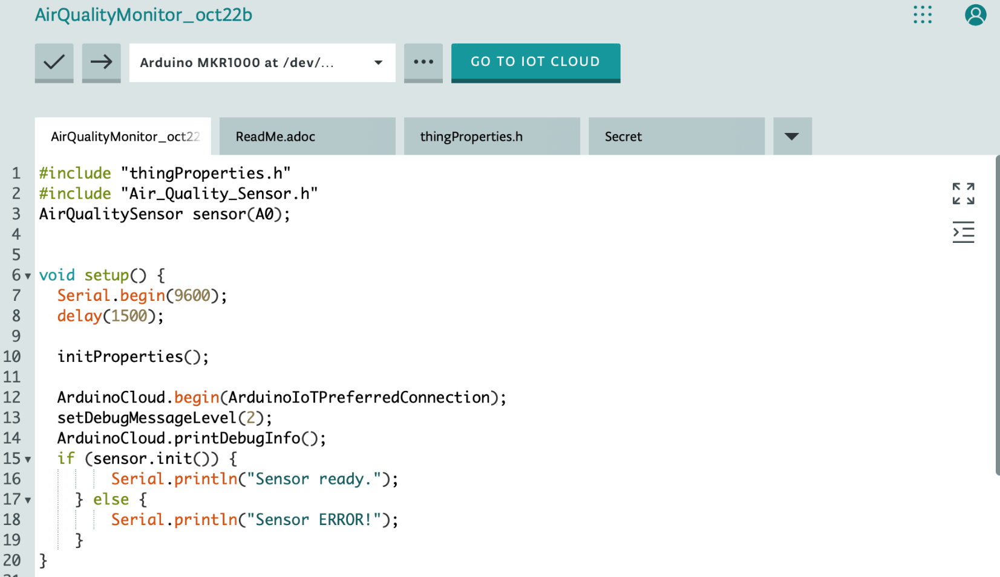 AirQualityMonitor_oct22b
Arduino MKR1000 at /dev/...
GO TO IOT CLOUD
AirQualityMonitor_oct22
ReadMe.adoc
thingProperties.h
Secret
1 #include "thingProperties.h"
2 #include "Air_Quality_Sensor.h"
3 AirQualitySensor sensor(A0);
4
5
6 void setup() {
7 Serial.begin(9600);
8 delay(1500);
9
10 initProperties();
11
12 ArduinoCloud.begin(ArduinoIoTPreferredConnection);
13 setDebugMessageLevel(2);
14 ArduinoCloud.printDebugInfo();
15 if (sensor.init()) {
16 Serial.println("Sensor ready.");
17 } else {
18 Serial.println("Sensor ERROR!");
19 }
20 }